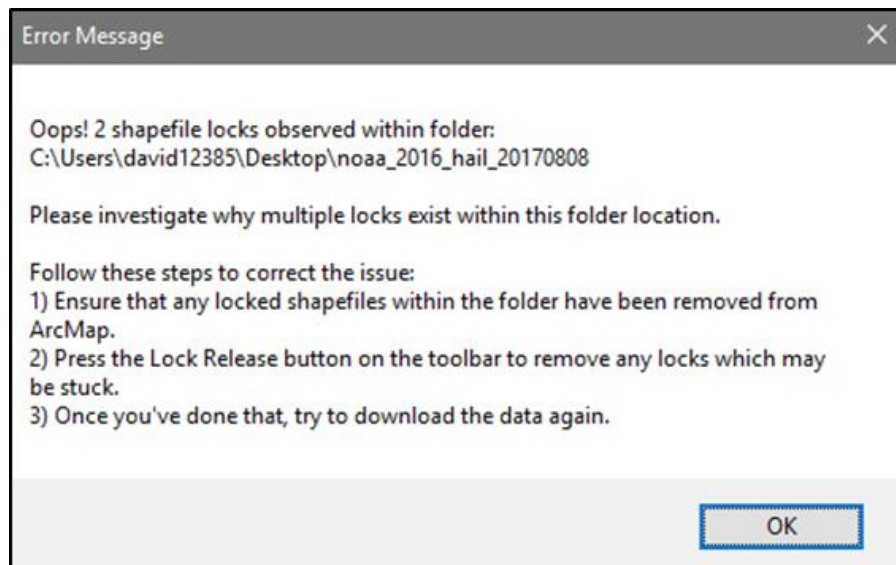 Error Message
Oops! 2 shapefile locks observed within folder:
C:\Users\david12385\Desktop\noaa_2016_hail_20170808
Please investigate why multiple locks exist within this folder location.
Follow these steps to correct the issue:
1) Ensure that any locked shapefiles within the folder have been removed from
ArcMap.
2) Press the Lock Release button on the toolbar to remove any locks which may
be stuck.
3) Once you've done that, try to download the data again.
OK